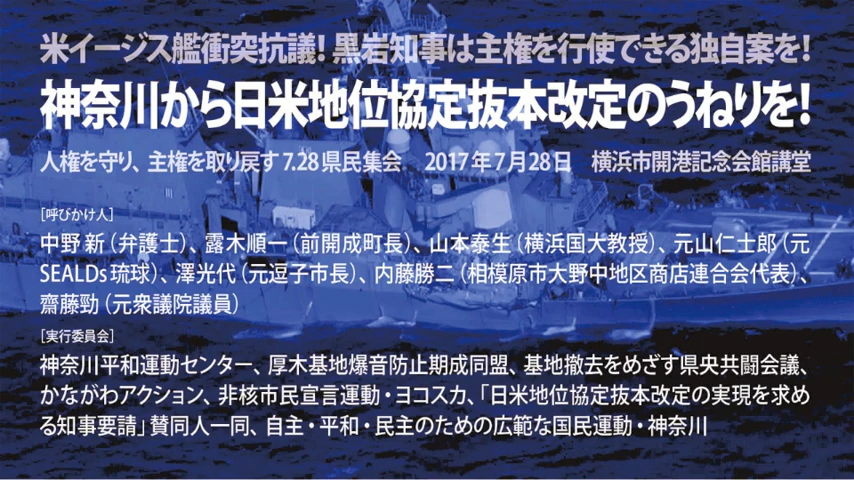 米イージス艦衝突抗議! 黒岩知事は主権を行使できる独自案を!
神奈川から日米地位協定抜本改定のうねりを!
人権を守り、主権を取り戻す7.28県民集会　2017年7月28日　横浜市開港記念会館講堂
［呼びかけ人］
中野新（弁護士）、露木順一（前開成町長）、山本泰生（横浜国大教授）、元山仁士郎（元
SEALDs琉球）、澤光代（元逗子市長）、内藤勝二（相模原市大野中地区商店連合会代表）、
齋藤勁（元衆議院議員）
［実行委員会］
神奈川平和運動センター、厚木基地爆音防止期成同盟、基地撤去をめざす県央共闘会議、
かながわアクション、非核市民宣言運動・ヨコスカ、「日米地位協定抜本改定の実現を求め
る知事要請」賛同人一同、自主・平和・民主のための広範な国民運動・神奈川